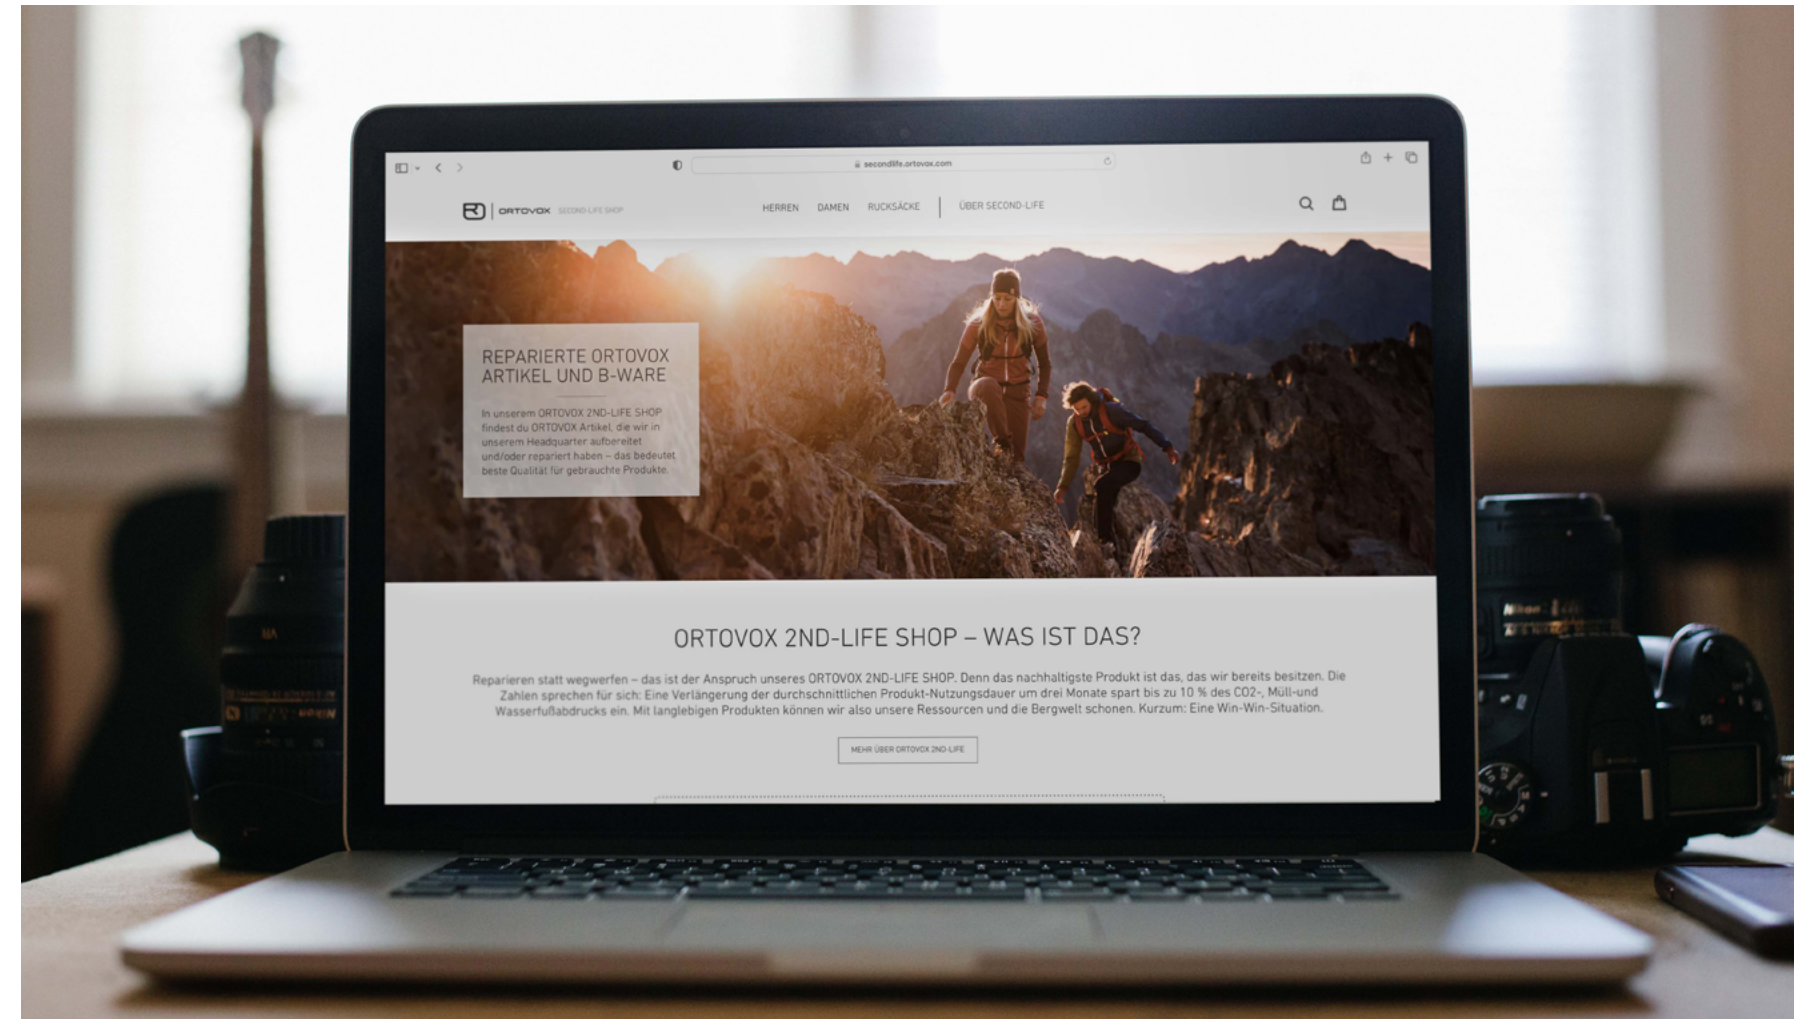 secondlife.ortovox.com
ORTOVOX SECOND-LIFE SHOP
HERREN DAMEN RUCKSÄCKE ÜBER SECOND-LIFE
REPARIERTE ORTOVOX
ARTIKEL UND B-WARE
In unserem ORTOVOX 2ND-LIFE SHOP
findest du ORTOVOX Artikel, die wir in
unserem Headquarter aufbereitet
und/oder repariert haben – das bedeutet
beste Qualität für gebrauchte Produkte.
ORTOVOX 2ND-LIFE SHOP – WAS IST DAS?
Reparieren statt wegwerfen – das ist der Anspruch unseres ORTOVOX 2ND-LIFE SHOP. Denn das nachhaltigste Produkt ist das, das wir bereits besitzen. Die
Zahlen sprechen für sich: Eine Verlängerung der durchschnittlichen Produkt-Nutzungsdauer um drei Monate spart bis zu 10 % des CO2-, Müll-und
Wasserfußabdrucks ein. Mit langlebigen Produkten können wir also unsere Ressourcen und die Bergwelt schonen. Kurzum: Eine Win-Win-Situation.
MEHR ÜBER ORTOVOX 2ND-LIFE
Nikon